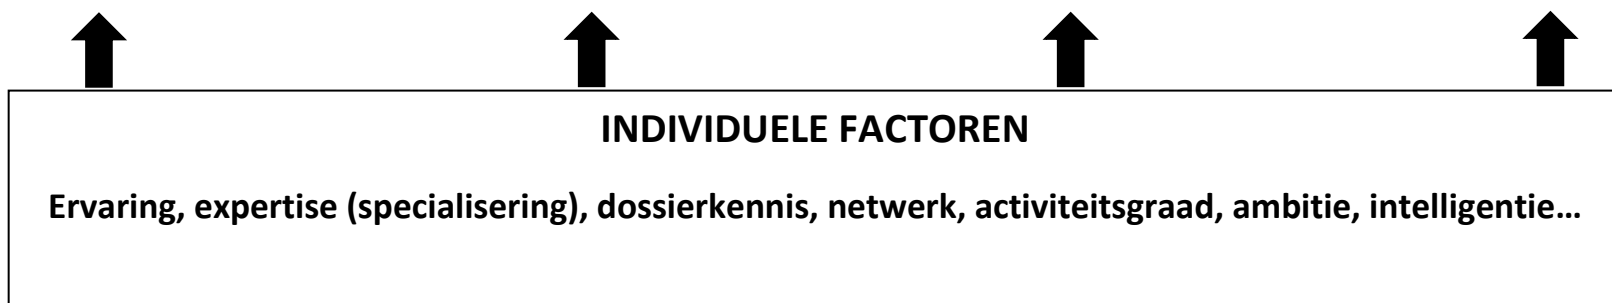 INDIVIDUELE FACTOREN
Ervaring, expertise (specialisering), dossierkennis, netwerk, activiteitsgraad, ambitie, intelligentie…